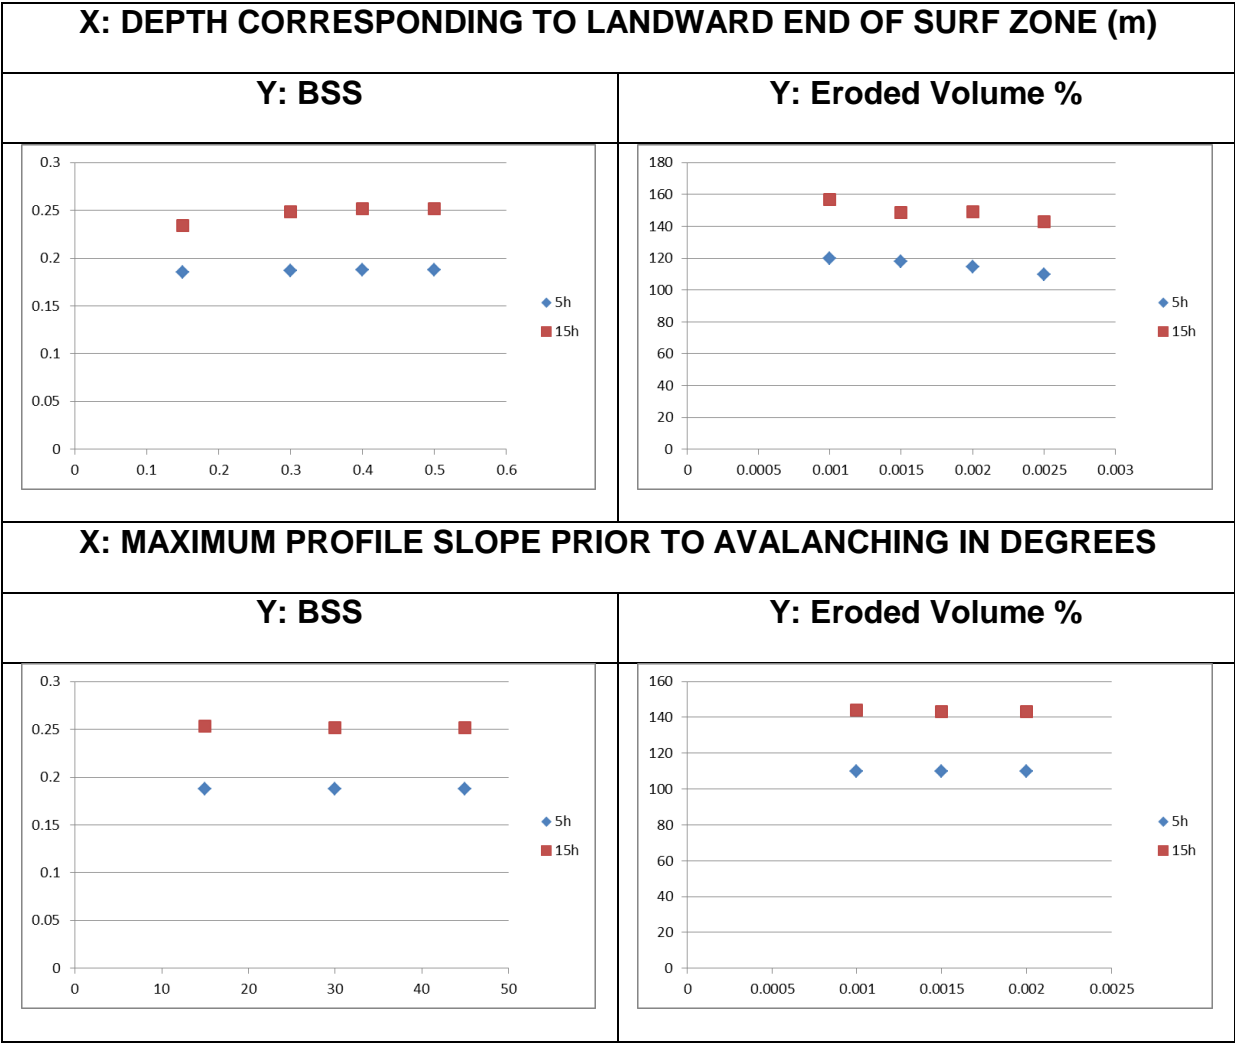 X: DEPTH CORRESPONDING TO LANDWARD END OF SURF ZONE (m)
Y: BSS
Y: Eroded Volume %
0.3
0.25
0.2
0.15
0.1
0.05
0
0 0.1 0.2 0.3 0.4 0.5 0.6
5h
15h
180
160
140
120
100
80
60
40
20
0
0 0.0005 0.001 0.0015 0.002 0.0025 0.003
5h
15h
X: MAXIMUM PROFILE SLOPE PRIOR TO AVALANCHING IN DEGREES
Y: BSS
Y: Eroded Volume %
0.3
0.25
0.2
0.15
0.1
0.05
0
0 10 20 30 40 50
5h
15h
160
140
120
100
80
60
40
20
0
0 0.0005 0.001 0.0015 0.002 0.0025
5h
15h